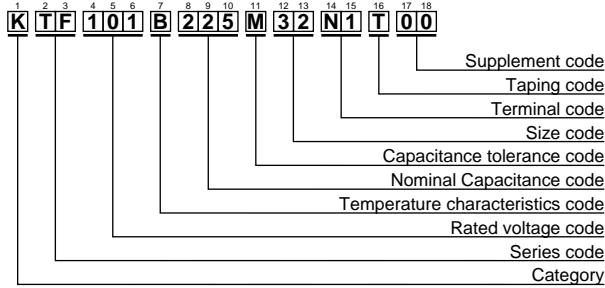 1 2 3 4 5 6 7 8 9 10 11 12 13 14 15 16 17 18
K T F 1 0 1 B 2 2 5 M 3 2 N 1 T 0 0
Supplement code
Taping code
Terminal code
Size code
Capacitance tolerance code
Nominal Capacitance code
Temperature characteristics code
Rated voltage code
Series code
Category